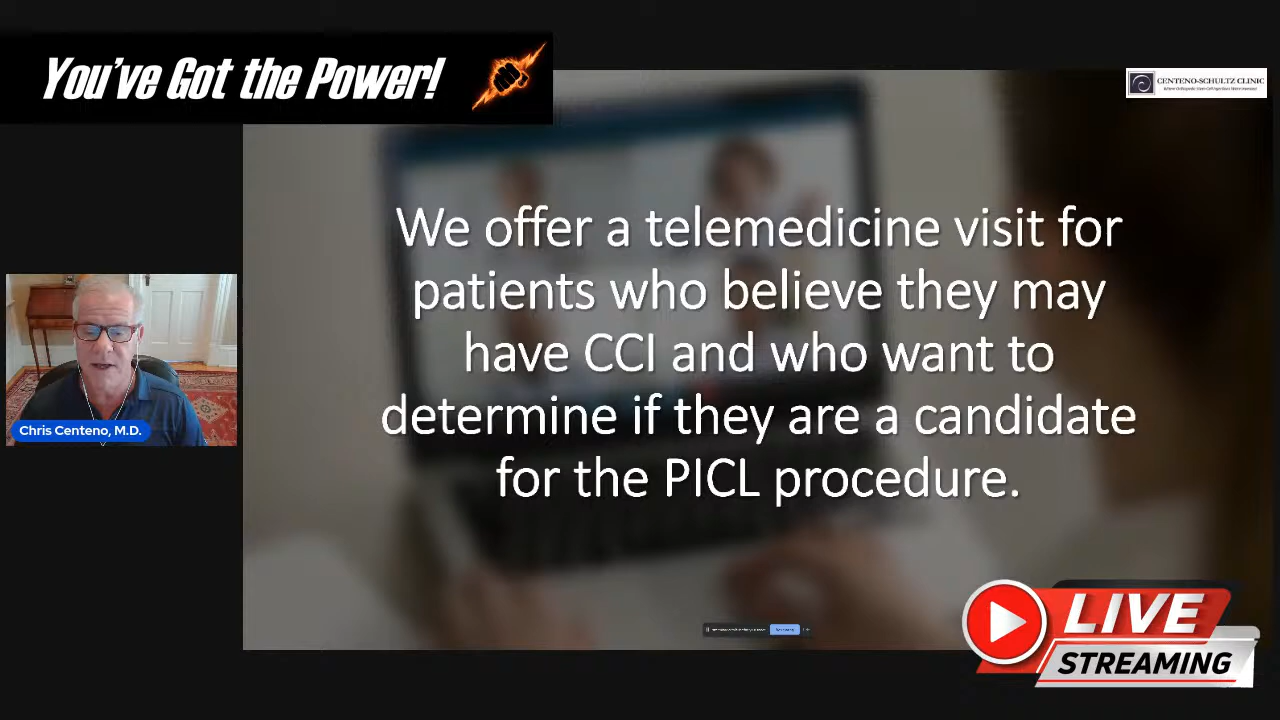 You've Got the Power!
CENTENO-SCHULTZ CLINIC
We offer a telemedicine visit for
patients who believe they may
have CCI and who want to
determine if they are a candidate
for the PICL procedure.
Chris Centeno, M.D.
LIVE
STREAMING